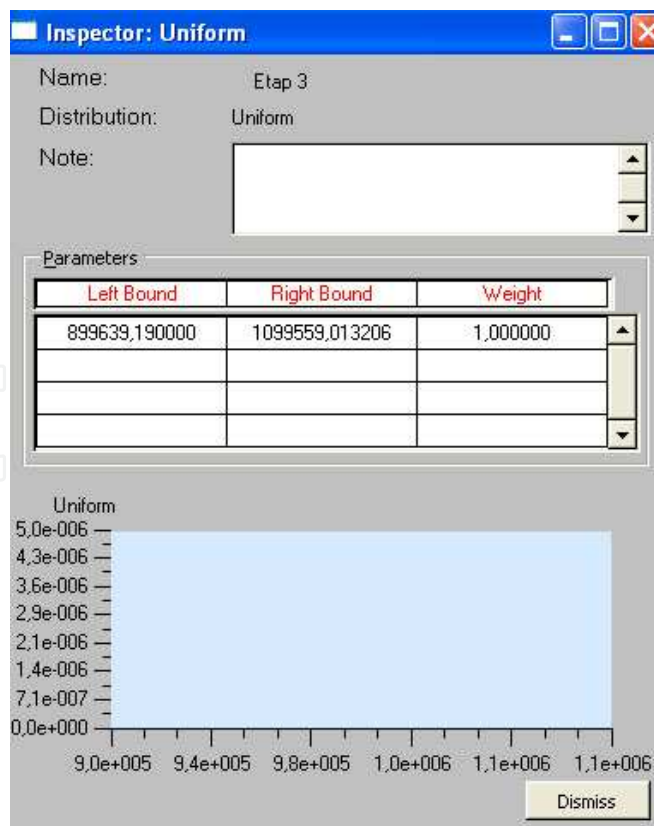 Inspector: Uniform
Name: Etap 3
Distribution: Uniform
Note:
Parameters
Left Bound Right Bound Weight
899639,190000 1099559,013206 1,000000
Uniform
5,0e-006
4,3e-006
3,6e-006
2,9e-006
2,1e-006
1,4e-006
7,1e-007
0,0e+000
9,0e+005 9,4e+005 9,8e+005 1,0e+006 1,1e+006 1,1e+006
Dismiss